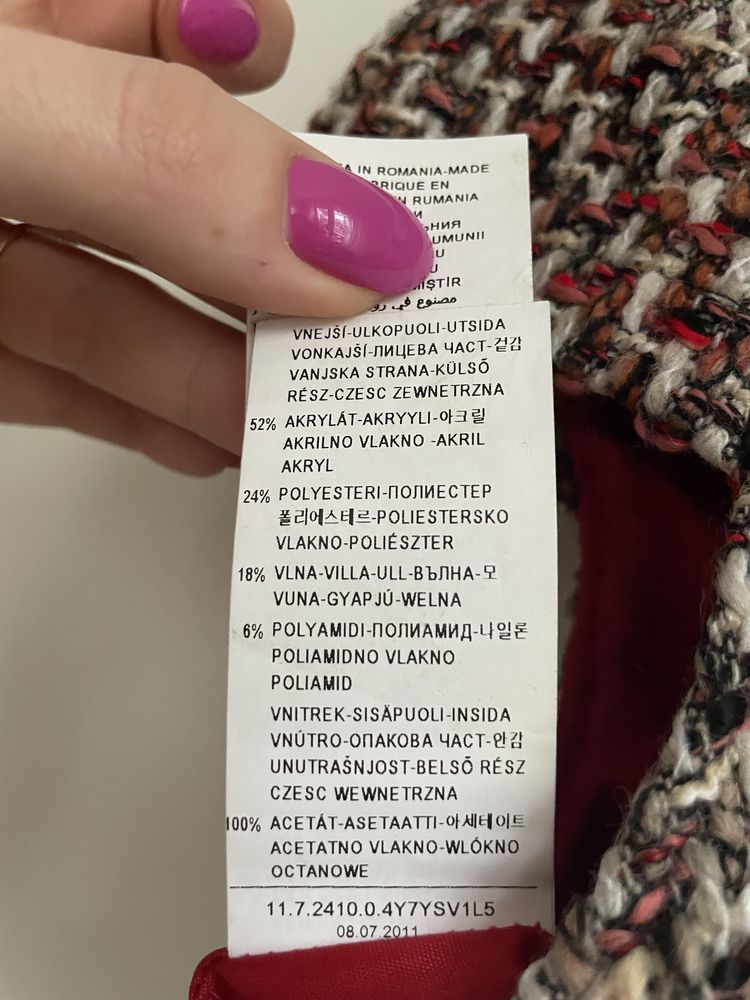 IN ROMANIA-MADE
EN
RUMANIA
مصنوع في
VNEJŠÍ-ULKOPUOLI-UTSIDA
VONKAJŠÍ-ЛИЦЕВА ЧАСТ-겉감
VANJSKA STRANA-KÜLSŐ
RÉSZ-CZESC ZEWNETRZNA
52% AKRYLÁT-AKRYYLI-아크릴
AKRILNO VLAKNO -AKRIL
AKRYL
24% POLYESTERI-ПОЛИЕСТЕР
폴리에스테르-POLIESTERSKO
VLAKNO-POLIÉSZTER
18% VLNA-VILLA-ULL-ВЪЛНА-모
VUNA-GYAPJÚ-WELNA
6% POLYAMIDI-ПОЛИАМИД-나일론
POLIAMIDNO VLAKNO
POLIAMID
VNITREK-SISÄPUOLI-INSIDA
VNÚTRO-ОПАКОВА ЧАСТ-안감
UNUTRAŠNJOST-BELSŐ RÉSZ
CZESC WEWNETRZNA
100% ACETÁT-ASETAATTI-아세테이트
ACETATNO VLAKNO-WLÓKNO
OCTANOWE
11.7.2410.0.4Y7YSV1L5
08.07.2011